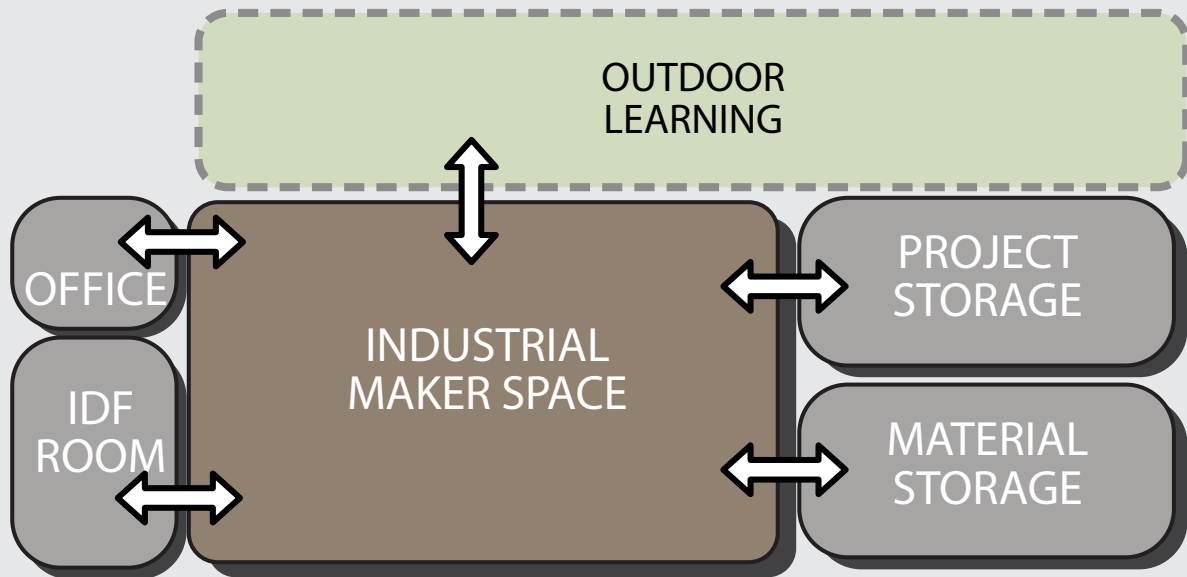 OUTDOOR
LEARNING
OFFICE
PROJECT
STORAGE
INDUSTRIAL
MAKER SPACE
IDF
ROOM
MATERIAL
STORAGE